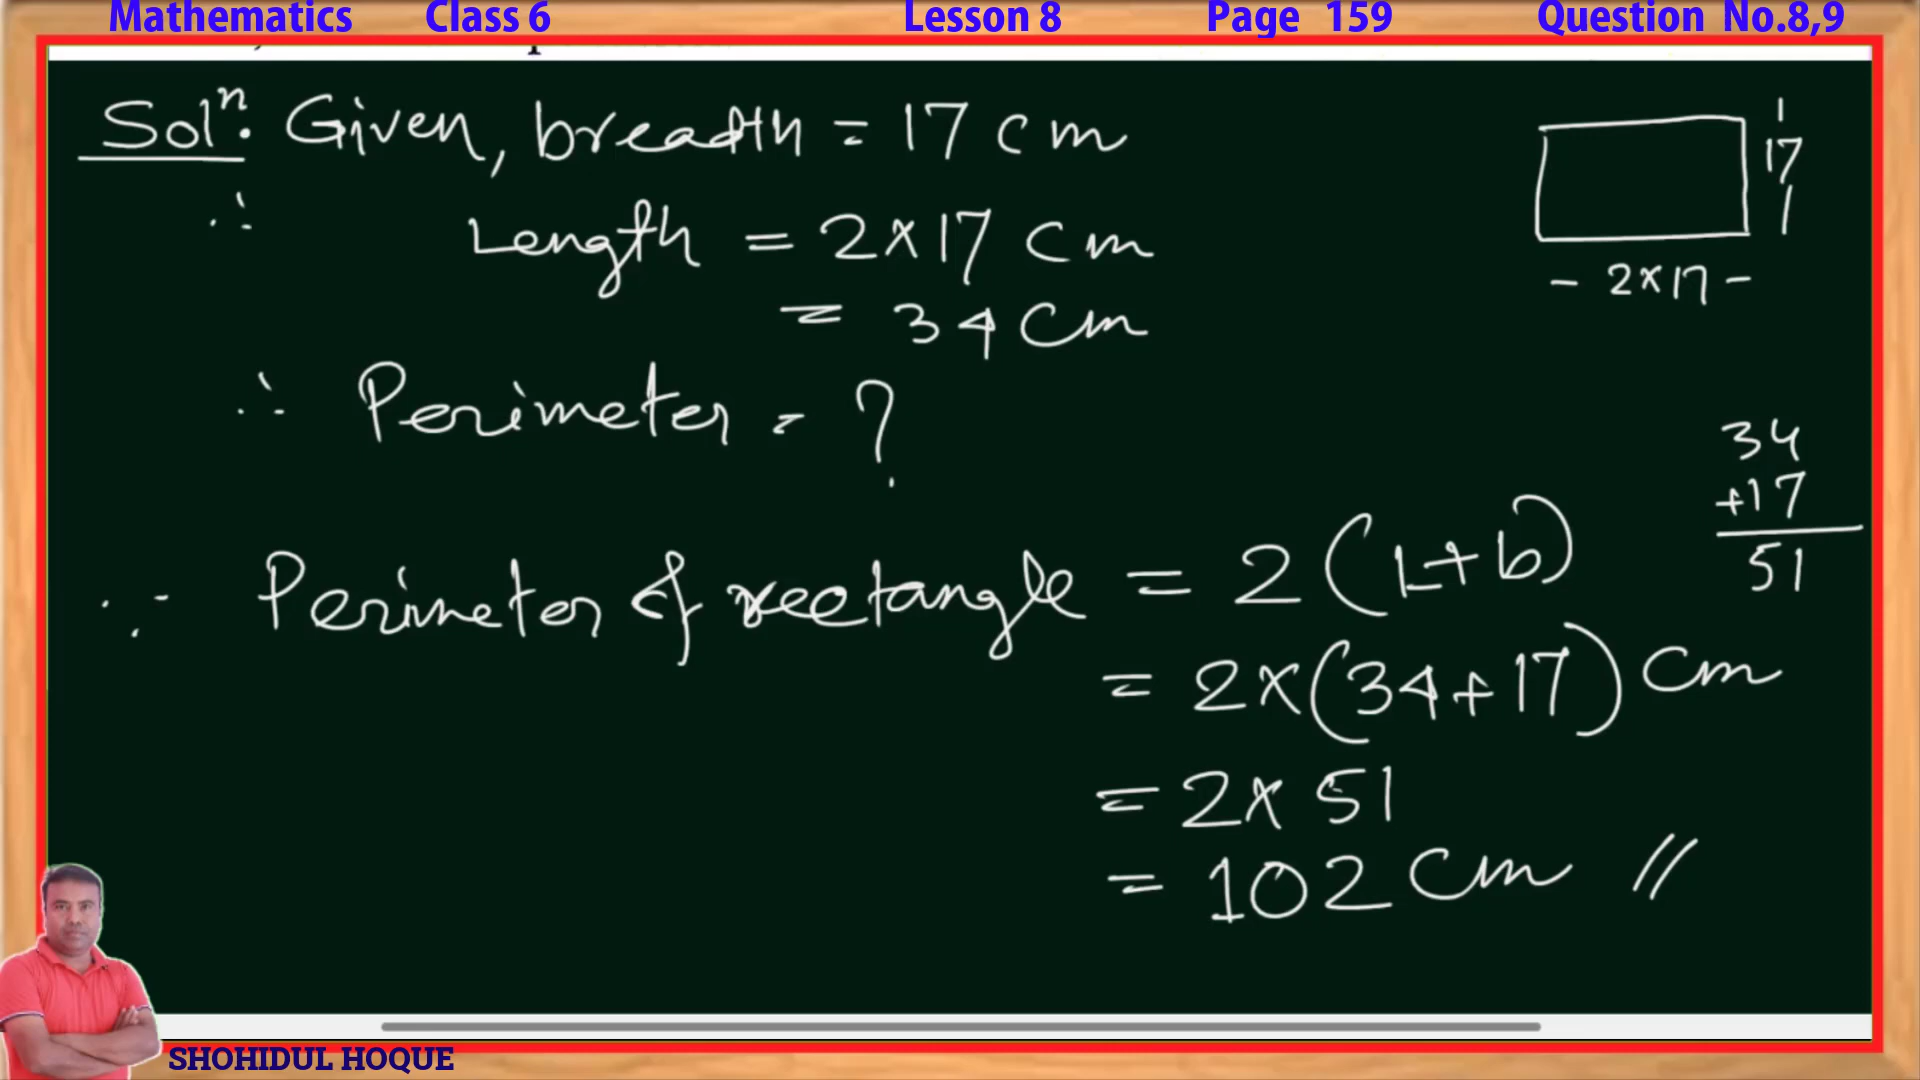 Mathematics Class 6 Lesson 8 Page 159 Question No.8,9
Solⁿ: Given, breadth = 17 cm
∴ Length = 2×17 cm
= 34 cm
17
- 2×17 -
∴ Perimeter = ?
34
+17
51
∵ Perimeter of rectangle = 2(L+b)
= 2×(34+17) cm
= 2× 51
= 102 cm //
SHOHIDUL HOQUE